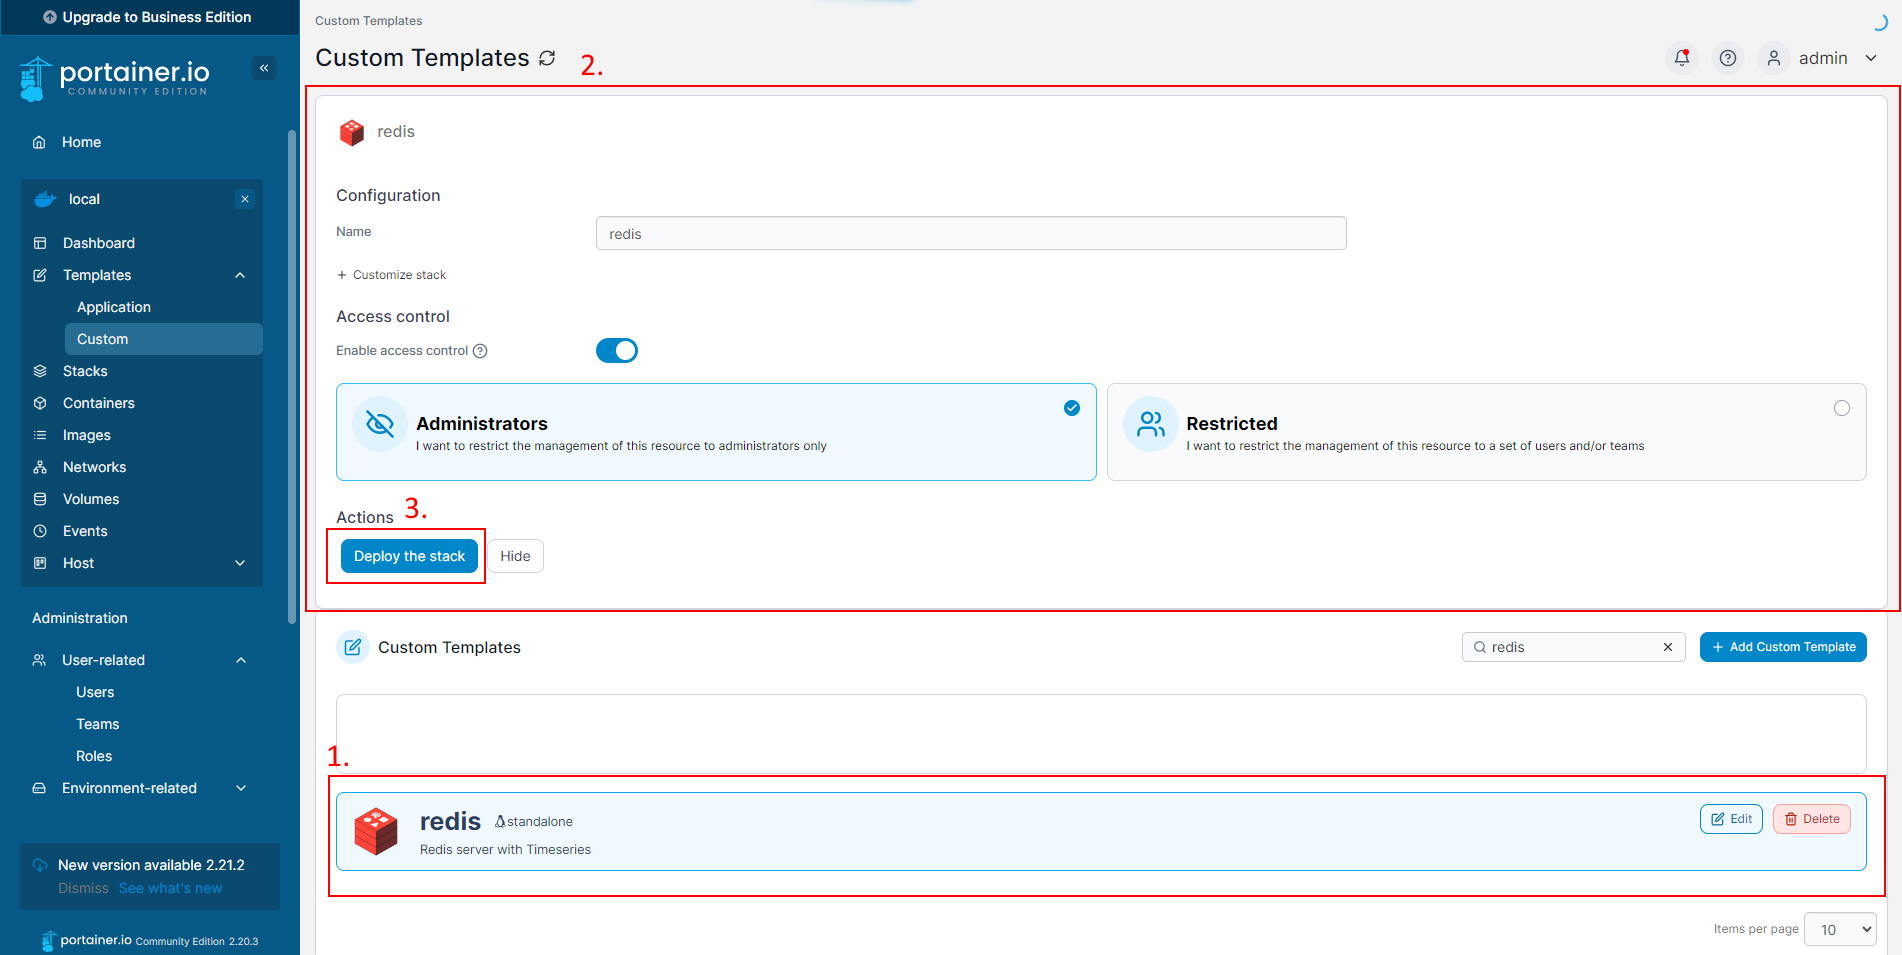 Upgrade to Business Edition
portainer.io
COMMUNITY EDITION
Home
local
Dashboard
Templates
Application
Custom
Stacks
Containers
Images
Networks
Volumes
Events
Host
Administration
User-related
Users
Teams
Roles
Environment-related
New version available 2.21.2
Dismiss See what's new
portainer.io Community Edition 2.20.3
Custom Templates
Custom Templates
2.
admin
redis
Configuration
Name redis
+ Customize stack
Access control
Enable access control
Administrators
I want to restrict the management of this resource to administrators only
Restricted
I want to restrict the management of this resource to a set of users and/or teams
Actions
3.
Deploy the stack Hide
Custom Templates
redis
+ Add Custom Template
1.
redis standalone
Redis server with Timeseries
Edit Delete
Items per page 10